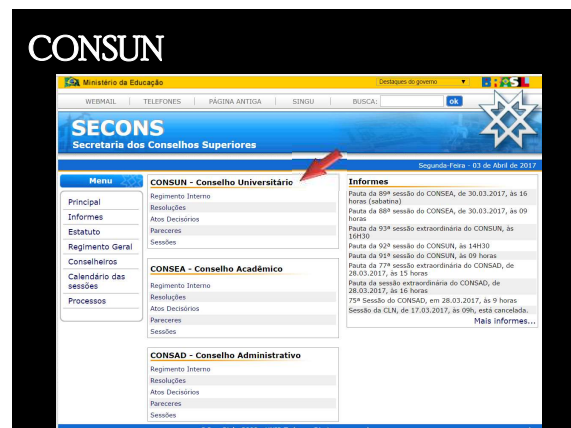 CONSUN
Ministério da Educação
Destaques do governo
WEBMAIL
TELEFONES
PÁGINA ANTIGA
SINGU
BUSCA:
ok
SECONS
Secretaria dos Conselhos Superiores
Segunda-Feira - 03 de Abril de 2017
Menu
Principal
Informes
Estatuto
Regimento Geral
Conselheiros
Calendário das
sessões
Processos
CONSUN - Conselho Universitário
Regimento Interno
Resoluções
Atos Decisórios
Pareceres
Sessões
CONSEA - Conselho Acadêmico
Regimento Interno
Resoluções
Atos Decisórios
Pareceres
Sessões
CONSAD - Conselho Administrativo
Regimento Interno
Resoluções
Atos Decisórios
Pareceres
Sessões
Informes
Pauta da 89ª sessão do CONSEA, de 30.03.2017, às 16
horas (sabatina)
Pauta da 88ª sessão do CONSEA, de 30.03.2017, às 09
horas
Pauta da 93ª sessão extraordinária do CONSUN, às
16H30
Pauta da 92ª sessão do CONSUN, às 14H30
Pauta da 91ª sessão do CONSUN, às 09 horas
Pauta da 77ª sessão extraordinária do CONSAD, de
28.03.2017, às 15 horas
Pauta da sessão extraordinária do CONSAD, de
28.03.2017, às 16 horas
75ª Sessão do CONSAD, em 28.03.2017, às 9 horas
Sessão da CLN, de 17.03.2017, às 09h, está cancelada.
Mais informes...